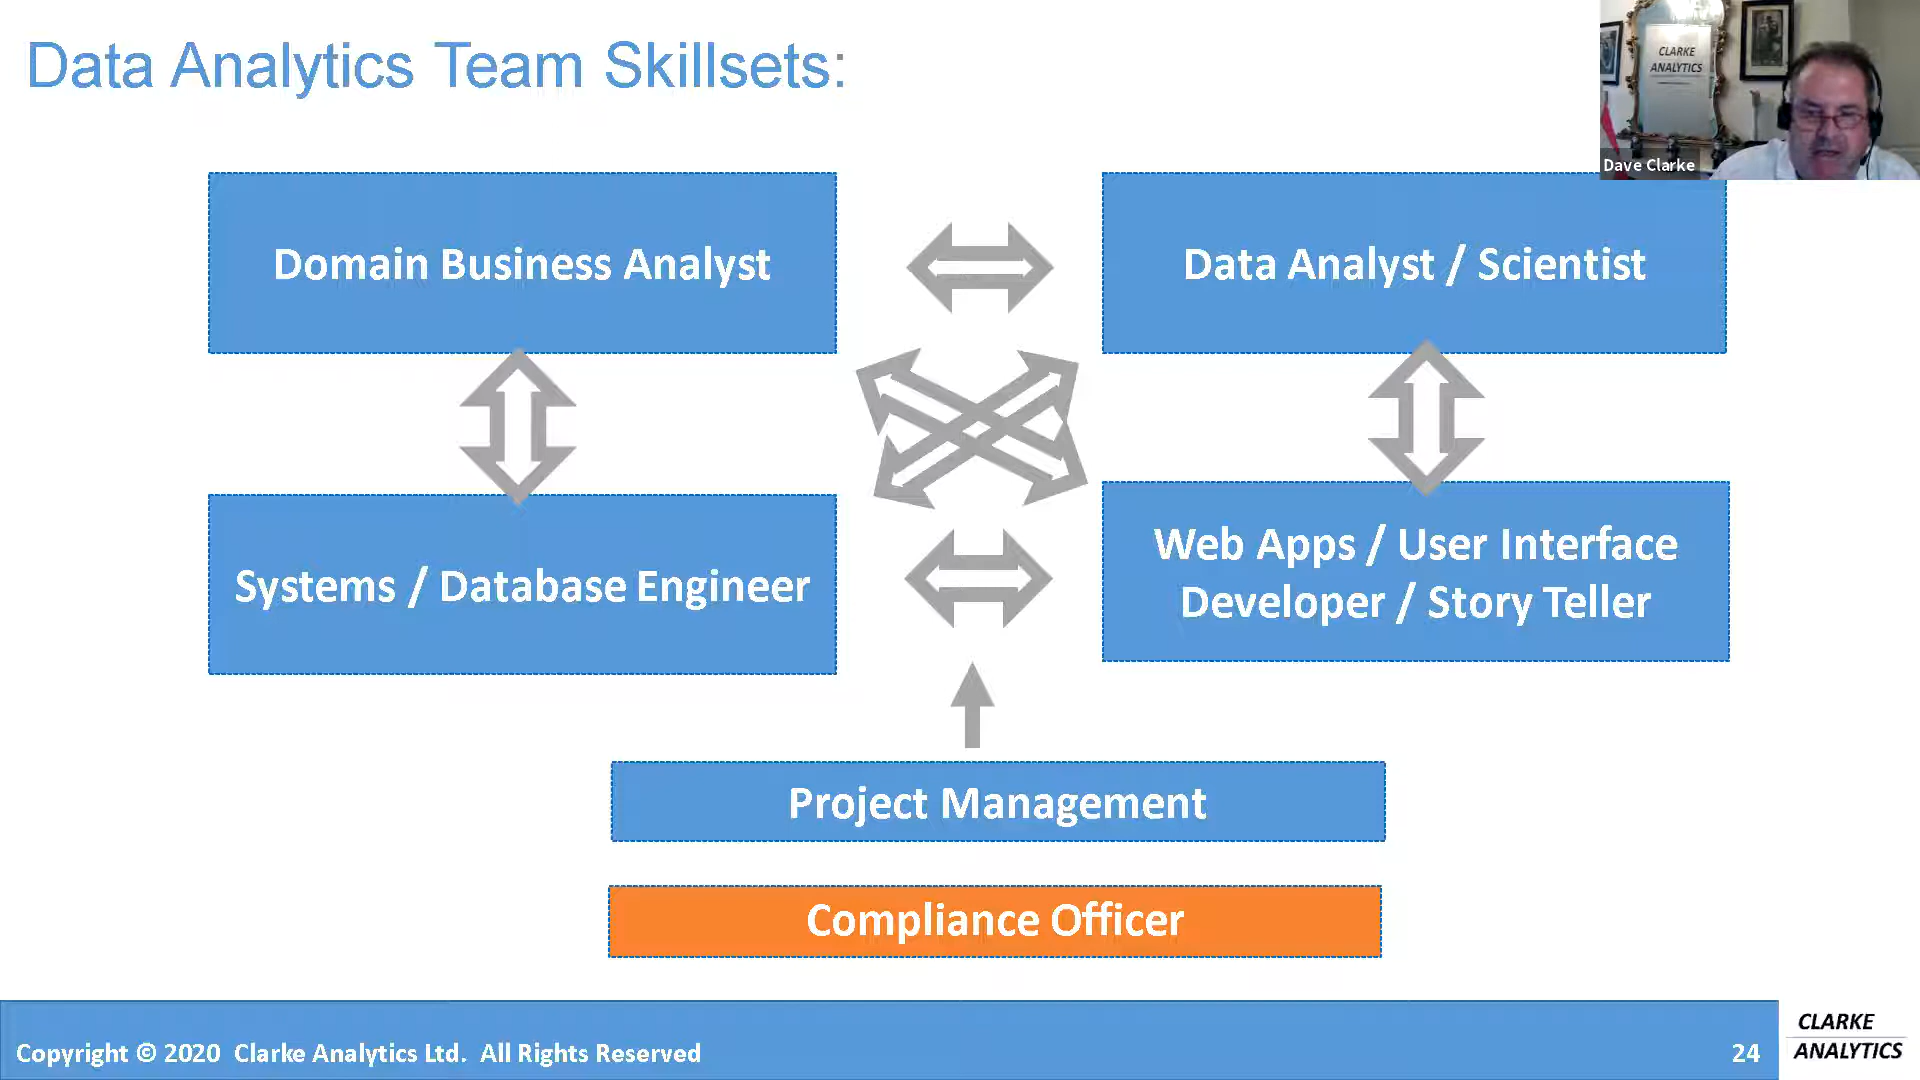 Data Analytics Team Skillsets:
CLARKE
ANALYTICS
Dave Clarke
Domain Business Analyst
Data Analyst / Scientist
Systems / Database Engineer
Web Apps / User Interface
Developer / Story Teller
Project Management
Compliance Officer
Copyright © 2020 Clarke Analytics Ltd. All Rights Reserved
24
CLARKE
ANALYTICS